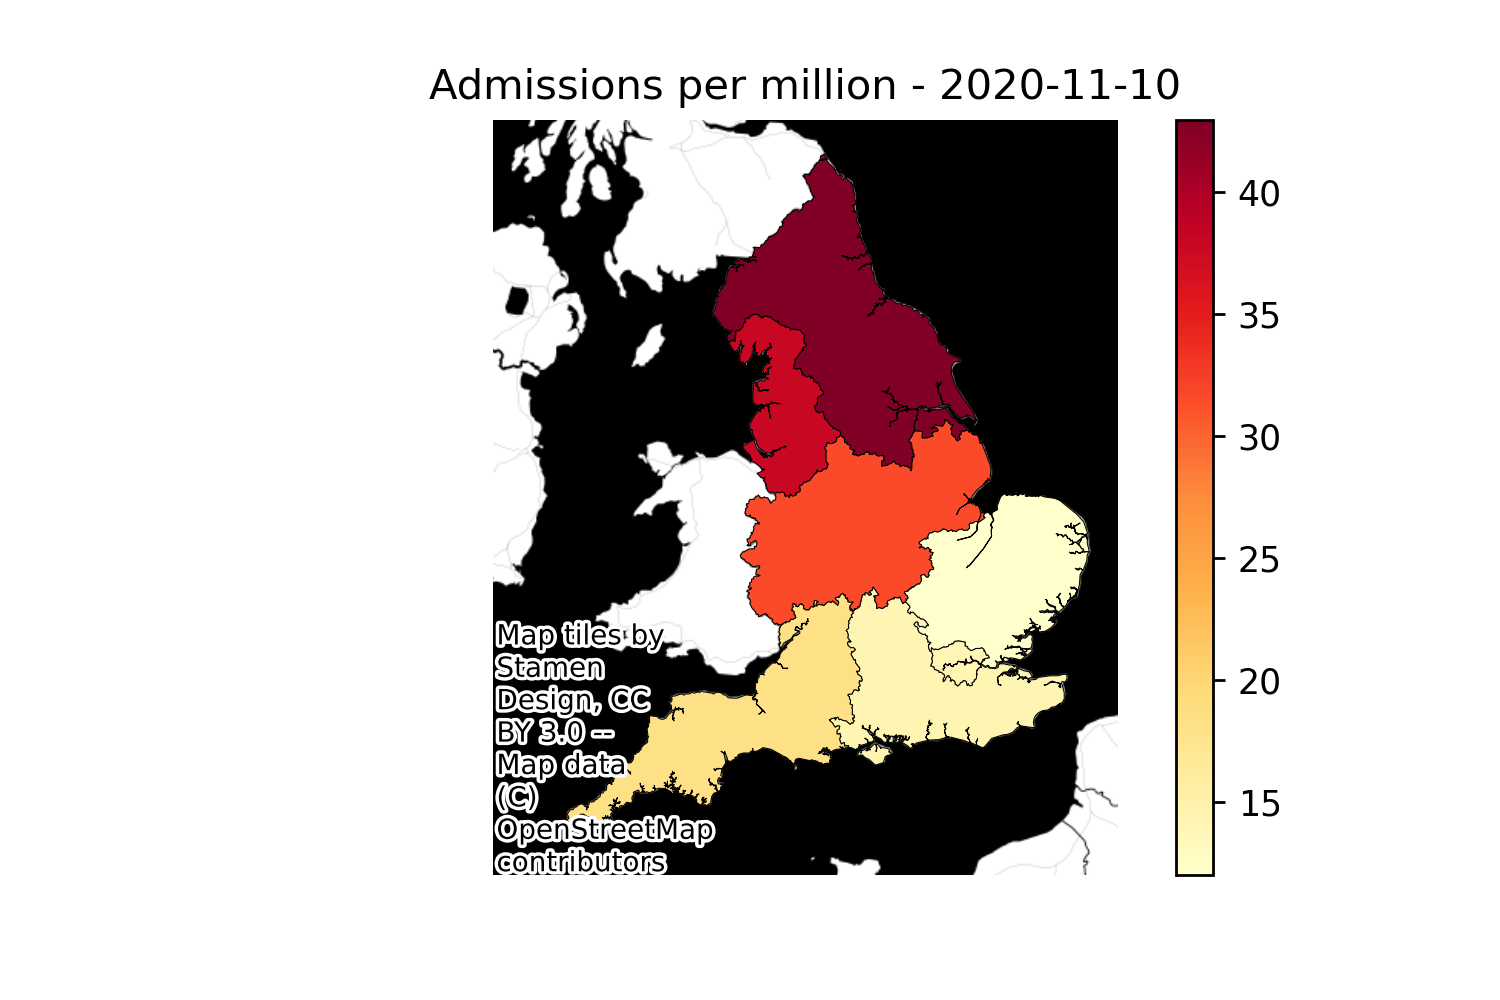 Admissions per million - 2020-11-10
40
35
30
25
20
15
Map tiles by
Stamen
Design, CC
BY 3.0 --
Map data
(C)
OpenStreetMap
contributors